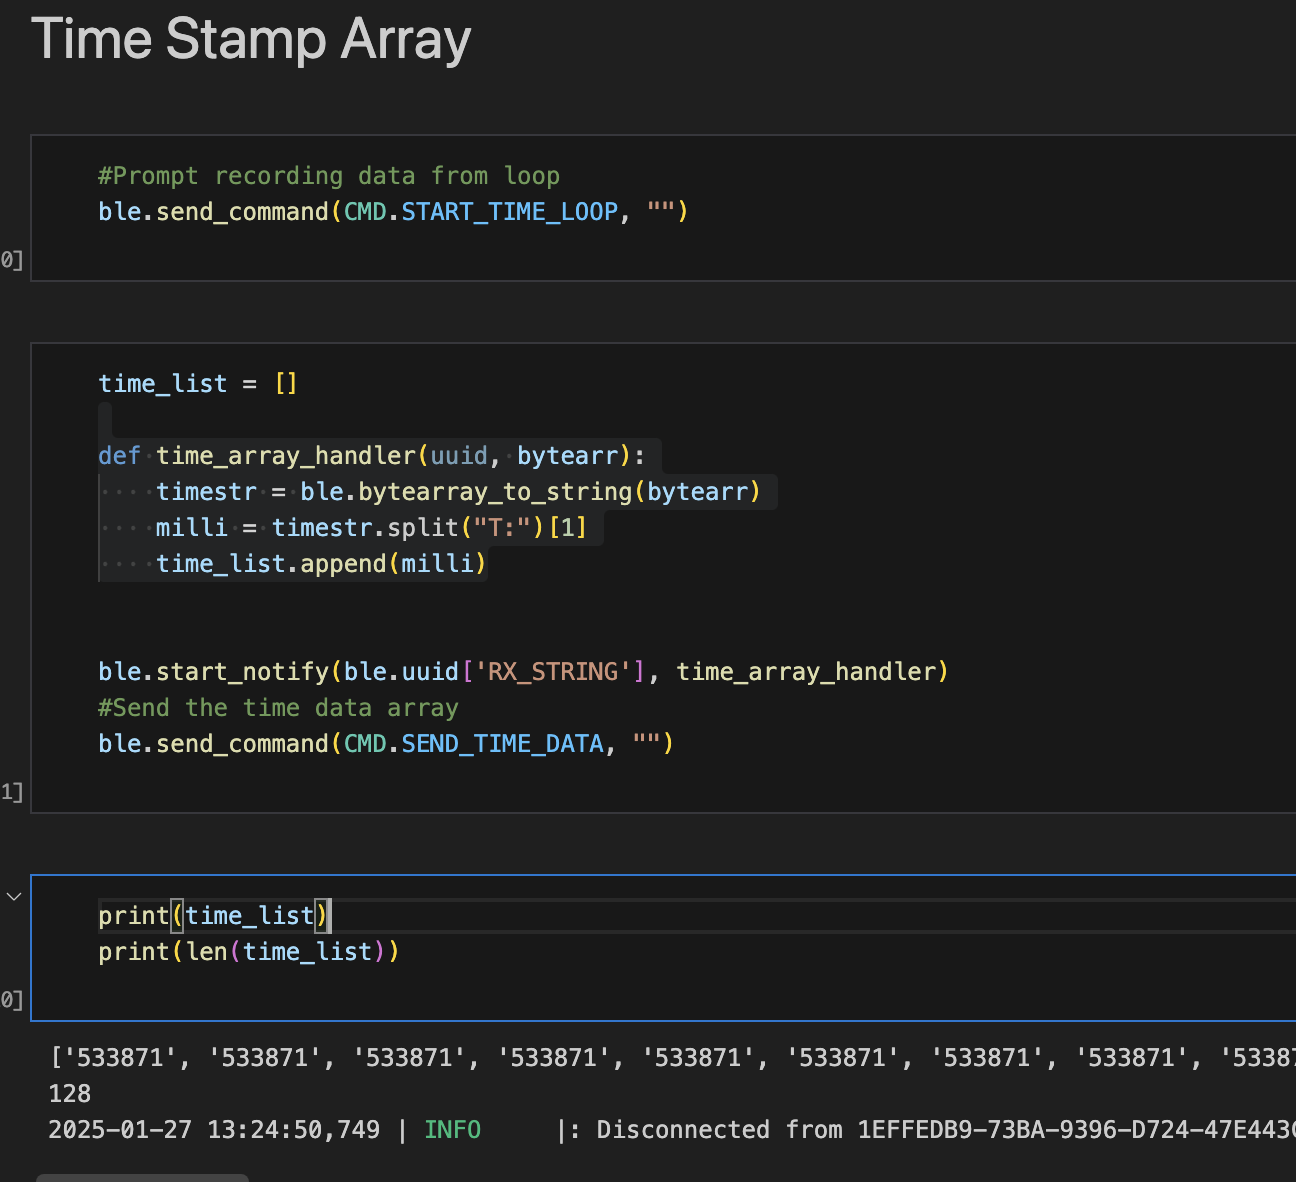 Time Stamp Array
#Prompt recording data from loop
ble.send_command(CMD.START_TIME_LOOP, "")
0]
time_list = []
def time_array_handler(uuid, bytearr):
    timestr = ble.bytearray_to_string(bytearr)
    milli = timestr.split("T:")[1]
    time_list.append(milli)
ble.start_notify(ble.uuid['RX_STRING'], time_array_handler)
#Send the time data array
ble.send_command(CMD.SEND_TIME_DATA, "")
1]
print(time_list)
print(len(time_list))
0]
['533871', '533871', '533871', '533871', '533871', '533871', '533871', '533871', '5338
128
2025-01-27 13:24:50,749 | INFO     |: Disconnected from 1EFFEDB9-73BA-9396-D724-47E443